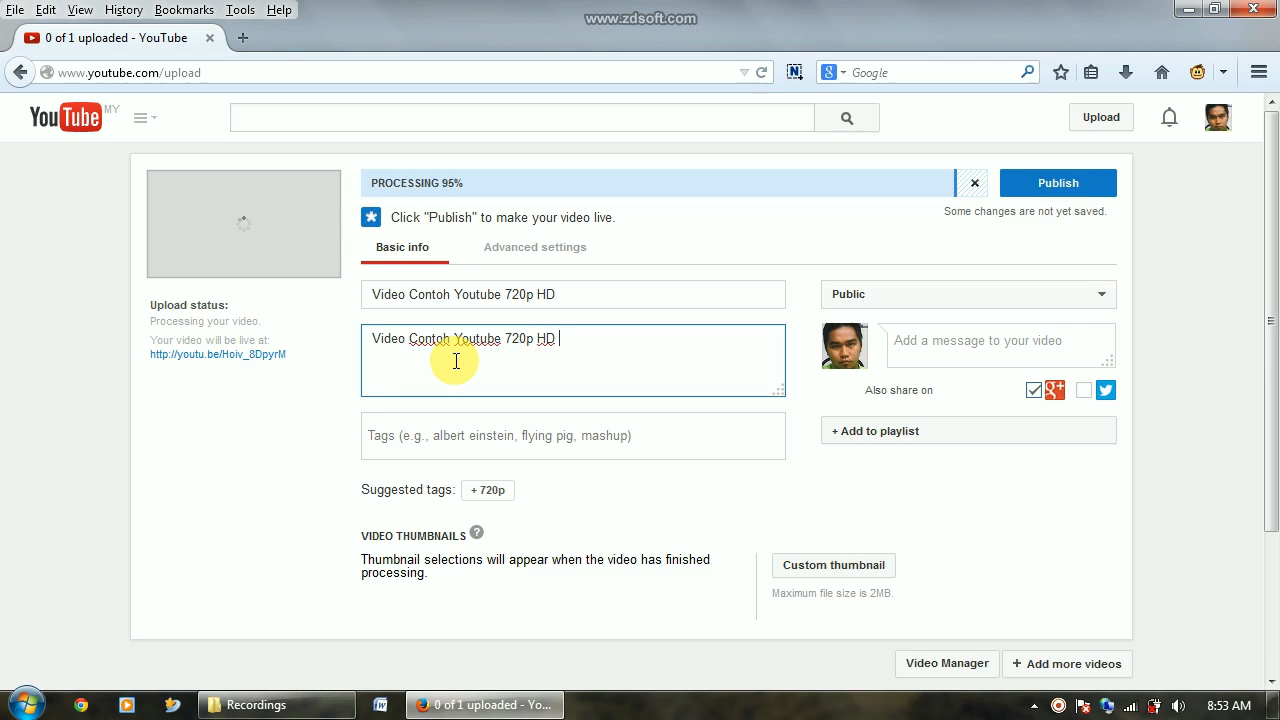 File Edit View History Bookmarks Tools Help
www.zdsoft.com
0 of 1 uploaded - YouTube
www.youtube.com/upload
Google
YouTube MY
Upload
PROCESSING 95%
Publish
Click "Publish" to make your video live.
Some changes are not yet saved.
Basic info
Advanced settings
Video Contoh Youtube 720p HD
Public
Upload status:
Processing your video.
Your video will be live at:
http://youtu.be/Hoiv_8DpyrM
Video Contoh Youtube 720p HD
Add a message to your video
Also share on
g+
Tags (e.g., albert einstein, flying pig, mashup)
+ Add to playlist
Suggested tags: + 720p
VIDEO THUMBNAILS ?
Thumbnail selections will appear when the video has finished
processing.
Custom thumbnail
Maximum file size is 2MB.
Video Manager
+ Add more videos
Recordings
0 of 1 uploaded - Yo...
8:53 AM